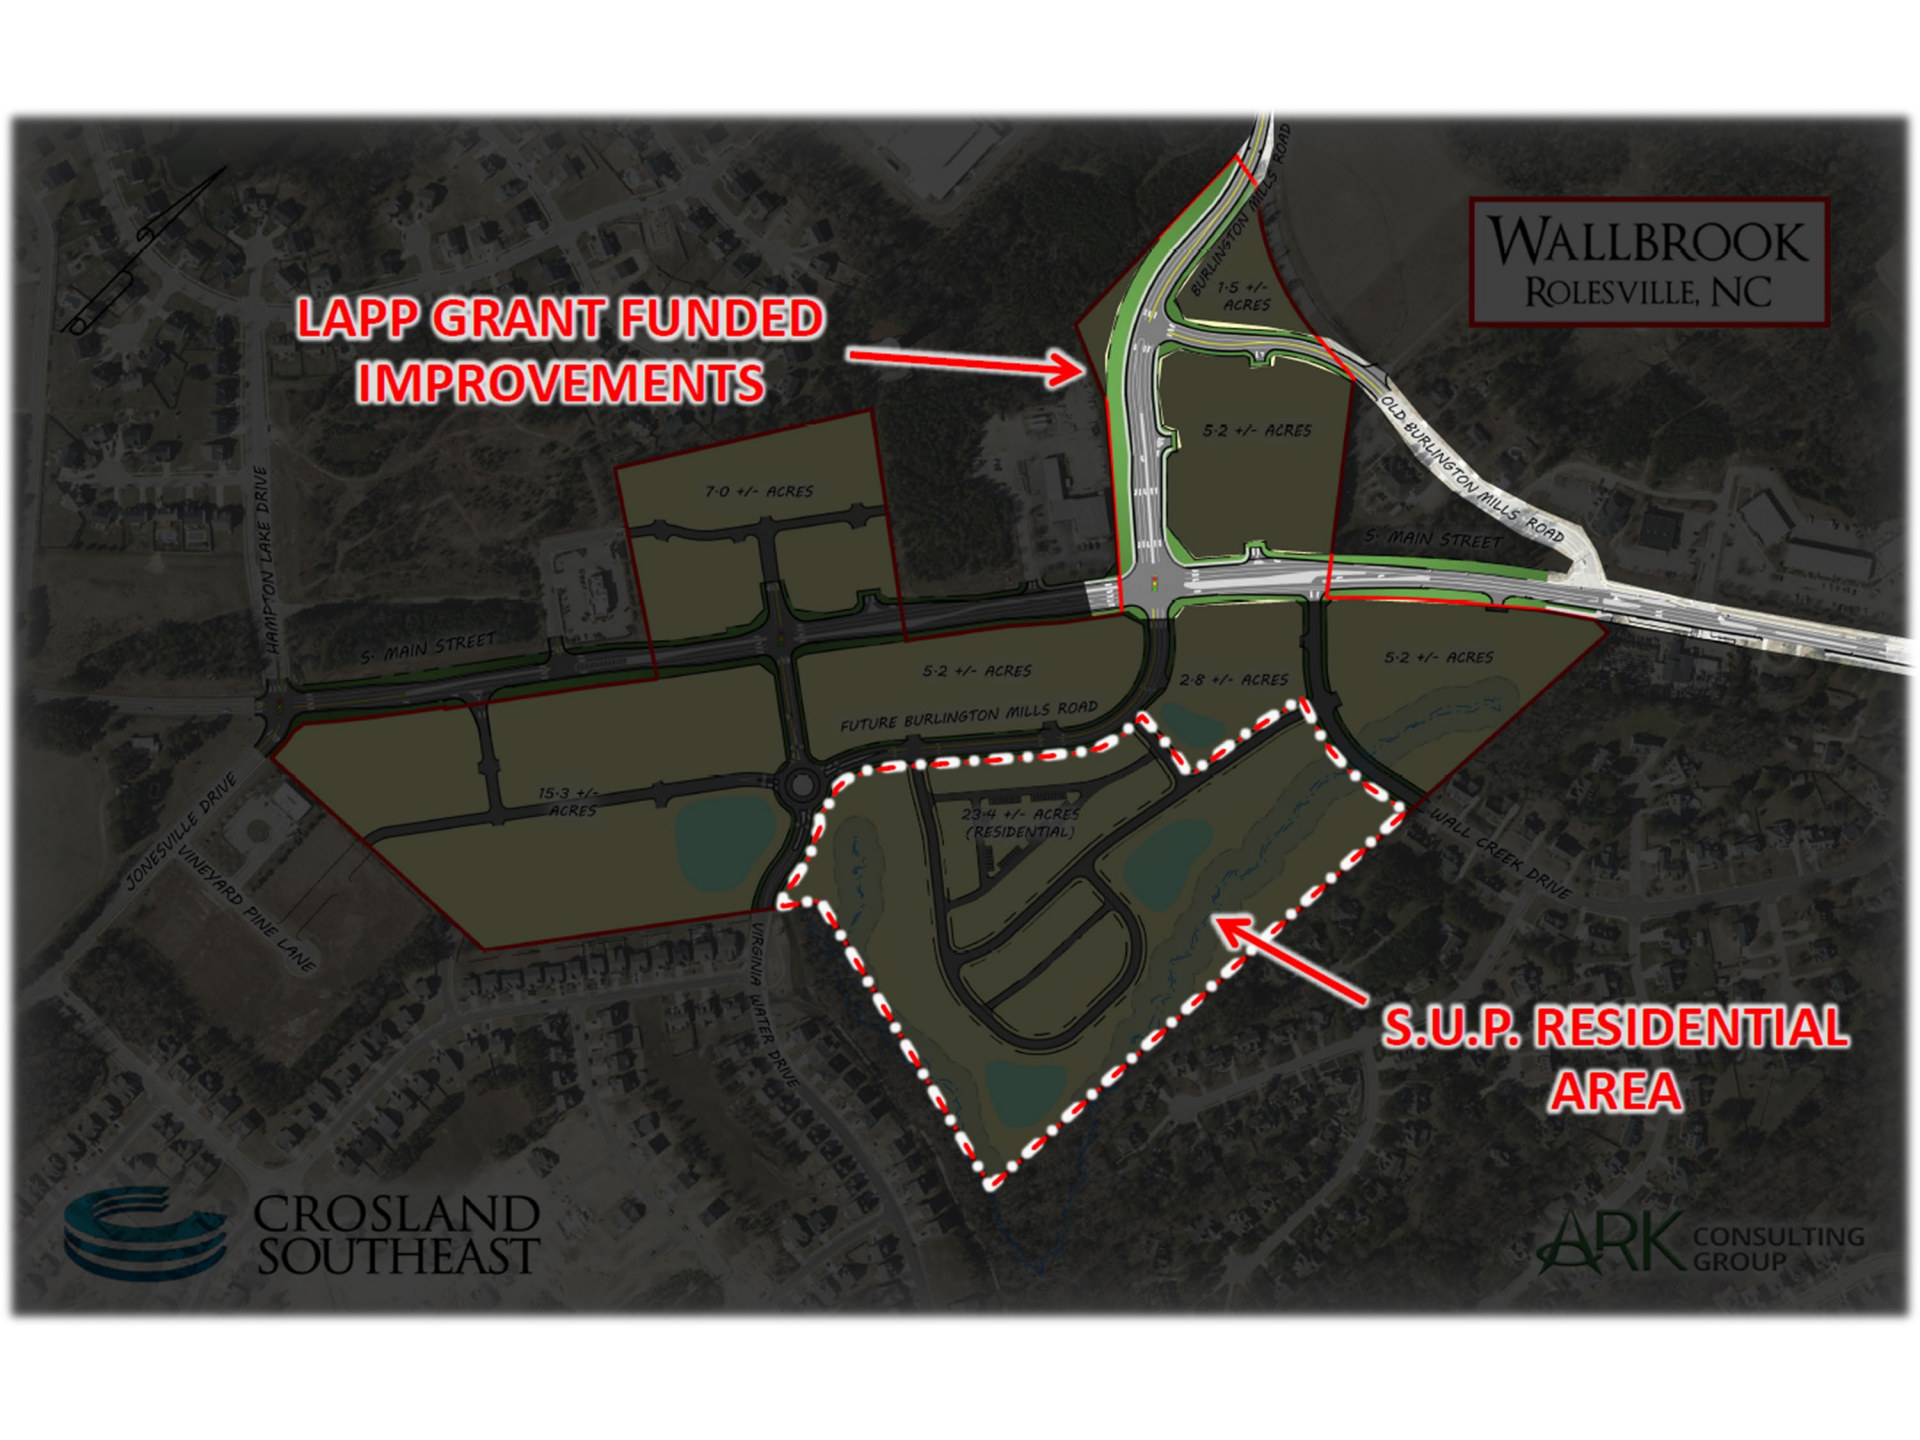 BURLINGTON MILLS ROAD
WALLBROOK
ROLESVILLE, NC
1.5 +/-
ACRES
LAPP GRANT FUNDED
IMPROVEMENTS
OLD BURLINGTON MILLS ROAD
5.2 +/- ACRES
7.0 +/- ACRES
HAMPTON LAKE DRIVE
S. MAIN STREET
S. MAIN STREET
5.2 +/- ACRES
5.2 +/- ACRES
2.8 +/- ACRES
FUTURE BURLINGTON MILLS ROAD
15.3 +/-
ACRES
23.4 +/- ACRES
(RESIDENTIAL)
JONESVILLE DRIVE
VINEYARD PINE LANE
WALL CREEK DRIVE
VIRGINIA WATER DRIVE
S.U.P. RESIDENTIAL
AREA
CROSLAND
SOUTHEAST
ARK CONSULTING
GROUP